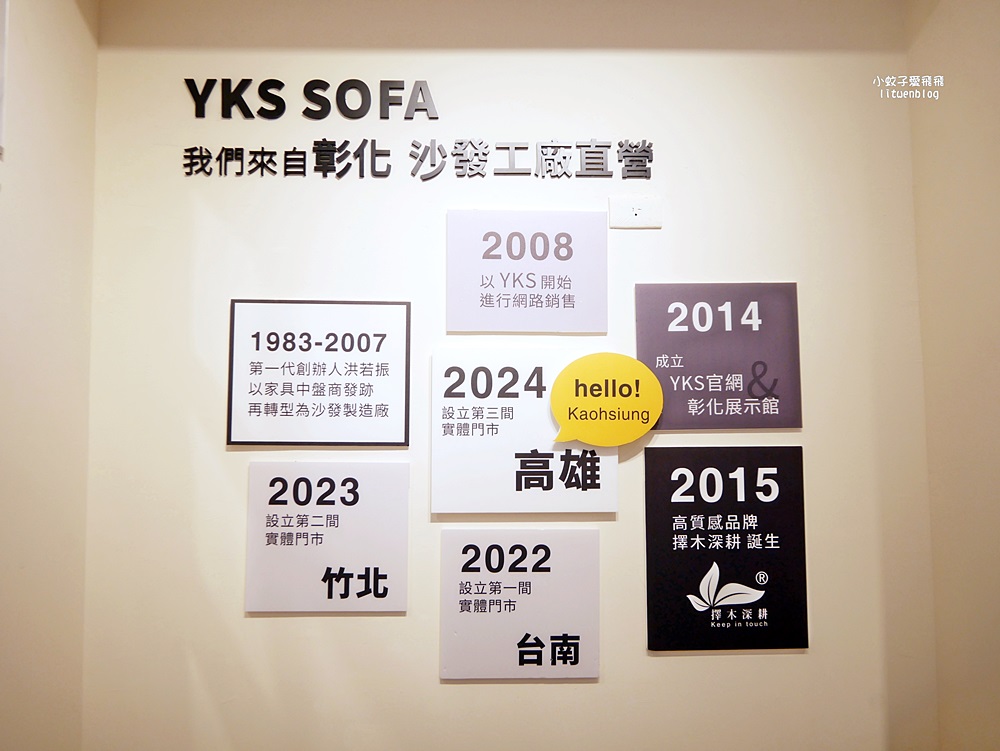 小蚊子愛飛飛
lituenblog
YKS SOFA
我們來自彰化 沙發工廠直營
2008
以 YKS 開始
進行網路銷售
1983-2007
第一代創辦人洪若振
以家具中盤商發跡
再轉型為沙發製造廠
2014
成立
YKS官網 &
彰化展示館
2024
設立第三間
實體門市
高雄
hello!
Kaohsiung
2023
設立第二間
實體門市
竹北
2022
設立第一間
實體門市
台南
2015
高質感品牌
擇木深耕 誕生
®
擇木深耕
Keep in touch